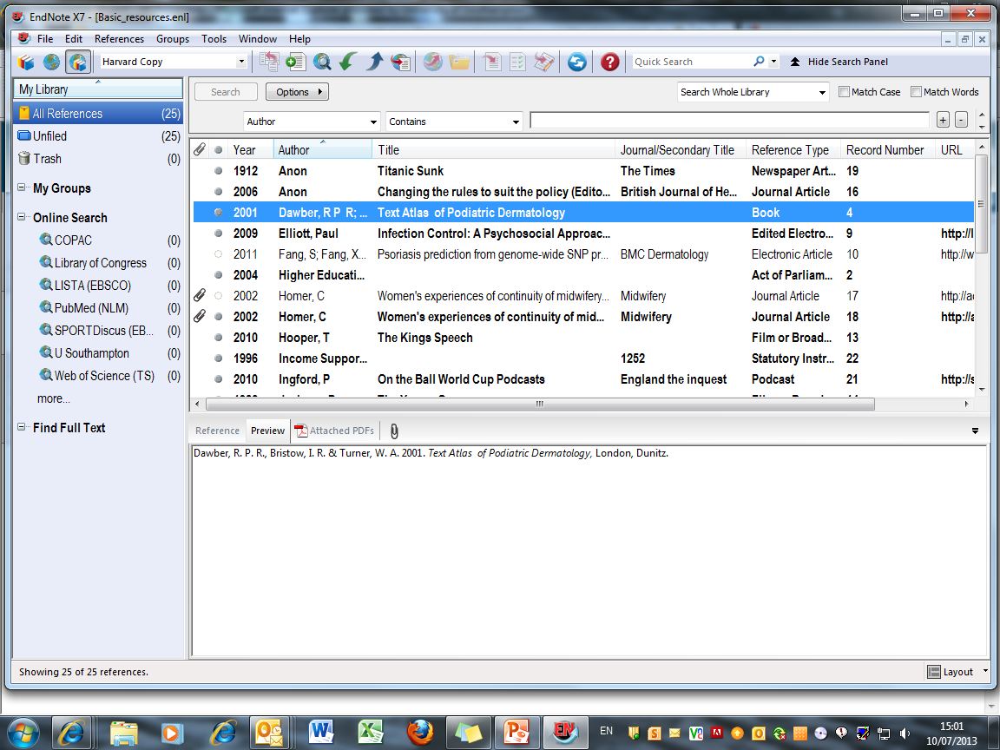 EndNote X7 - [Basic_resources.enl]
File Edit References Groups Tools Window Help
Harvard Copy
Quick Search
Hide Search Panel
My Library
All References (25)
Unfiled (25)
Trash (0)
My Groups
Online Search
COPAC (0)
Library of Congress (0)
LISTA (EBSCO) (0)
PubMed (NLM) (0)
SPORTDiscus (EB... (0)
U Southampton (0)
Web of Science (TS) (0)
more...
Find Full Text
Search Options Search Whole Library Match Case Match Words
Author Contains + -
Year Author Title Journal/Secondary Title Reference Type Record Number URL
1912 Anon Titanic Sunk The Times Newspaper Art... 19
2006 Anon Changing the rules to suit the policy (Edito... British Journal of He... Journal Article 16
2001 Dawber, R P R; ... Text Atlas of Podiatric Dermatology Book 4
2009 Elliott, Paul Infection Control: A Psychosocial Approac... Edited Electro... 9 http://l
2011 Fang, S; Fang, X... Psoriasis prediction from genome-wide SNP pr... BMC Dermatology Electronic Article 10 http://w
2004 Higher Educati... Act of Parliam... 2
2002 Homer, C Women's experiences of continuity of midwifery... Midwifery Journal Article 17 http://a
2002 Homer, C Women's experiences of continuity of mid... Midwifery Journal Article 18 http://a
2010 Hooper, T The Kings Speech Film or Broad... 13
1996 Income Suppor... 1252 Statutory Instr... 22
2010 Ingford, P On the Ball World Cup Podcasts England the inquest Podcast 21 http://s
Reference Preview Attached PDFs
Dawber, R. P. R., Bristow, I. R. & Turner, W. A. 2001. Text Atlas of Podiatric Dermatology, London, Dunitz.
Showing 25 of 25 references.
Layout
EN
15:01
10/07/2013